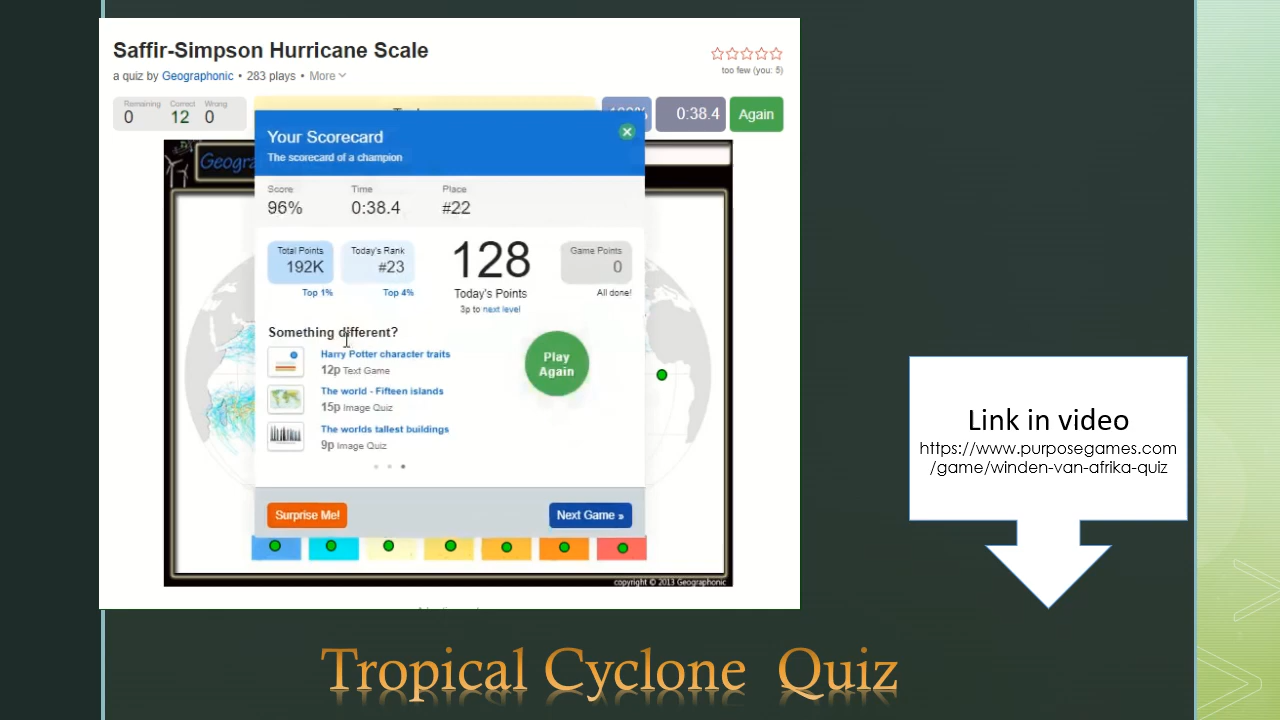 Saffir-Simpson Hurricane Scale
a quiz by Geographonic • 283 plays • More
too few (you: 5)
Remaining Correct Wrong
0 12 0
0:38.4
Again
Your Scorecard
The scorecard of a champion
Score Time Place
96% 0:38.4 #22
Total Points Today's Rank Game Points
192K #23 128 0
Top 1% Top 4% Today's Points All done!
3p to next level
Something different?
Harry Potter character traits
12p Text Game
The world - Fifteen islands
15p Image Quiz
The worlds tallest buildings
9p Image Quiz
Play
Again
Surprise Me!
Next Game »
copyright © 2013 Geographonic
Link in video
https://www.purposegames.com
/game/winden-van-afrika-quiz
Tropical Cyclone Quiz